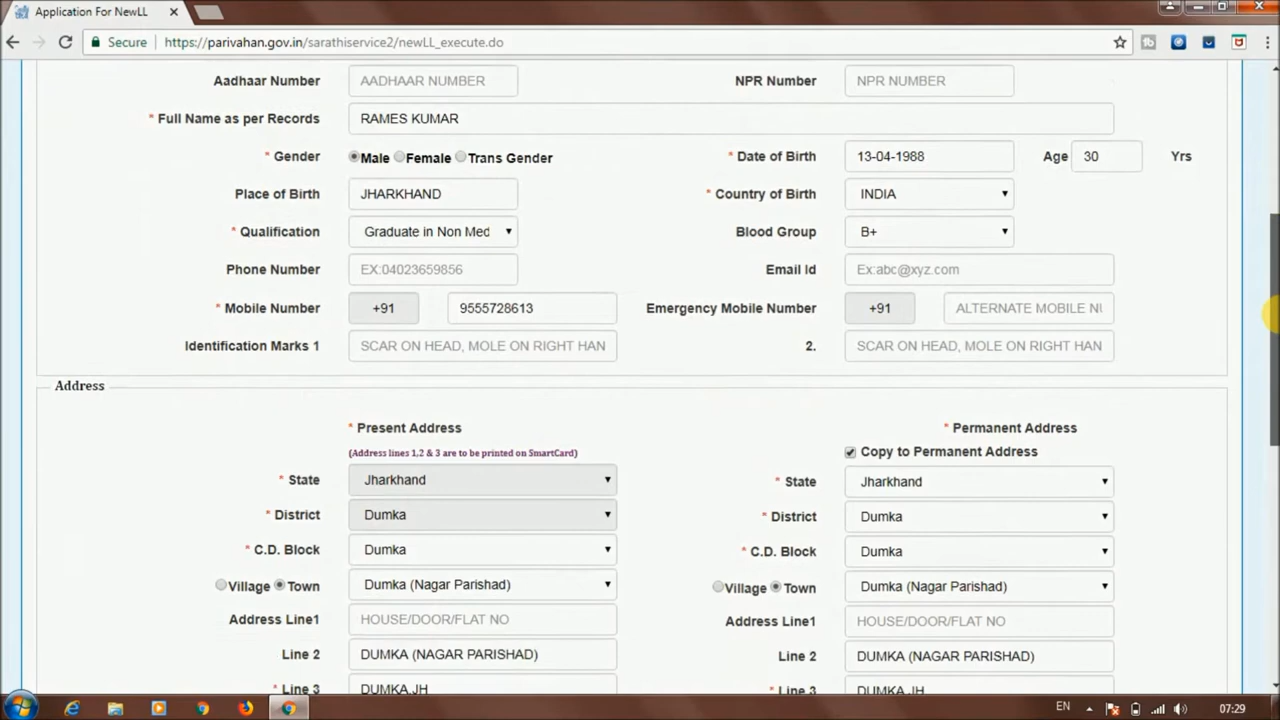 Application For NewLL
Secure https://parivahan.gov.in/sarathiservice2/newLL_execute.do
Aadhaar Number AADHAAR NUMBER NPR Number NPR NUMBER
* Full Name as per Records RAMES KUMAR
* Gender Male Female Trans Gender * Date of Birth 13-04-1988 Age 30 Yrs
Place of Birth JHARKHAND * Country of Birth INDIA
* Qualification Graduate in Non Med Blood Group B+
Phone Number EX:04023659856 Email Id Ex:abc@xyz.com
* Mobile Number +91 9555728613 Emergency Mobile Number +91 ALTERNATE MOBILE NU
Identification Marks 1 SCAR ON HEAD, MOLE ON RIGHT HAN 2. SCAR ON HEAD, MOLE ON RIGHT HAN
Address
* Present Address * Permanent Address
(Address lines 1,2 & 3 are to be printed on SmartCard) Copy to Permanent Address
* State Jharkhand * State Jharkhand
* District Dumka * District Dumka
* C.D. Block Dumka * C.D. Block Dumka
Village Town Dumka (Nagar Parishad) Village Town Dumka (Nagar Parishad)
Address Line1 HOUSE/DOOR/FLAT NO Address Line1 HOUSE/DOOR/FLAT NO
Line 2 DUMKA (NAGAR PARISHAD) Line 2 DUMKA (NAGAR PARISHAD)
* Line 3 DUMKA,JH * Line 3 DUMKA,JH
EN 07:29